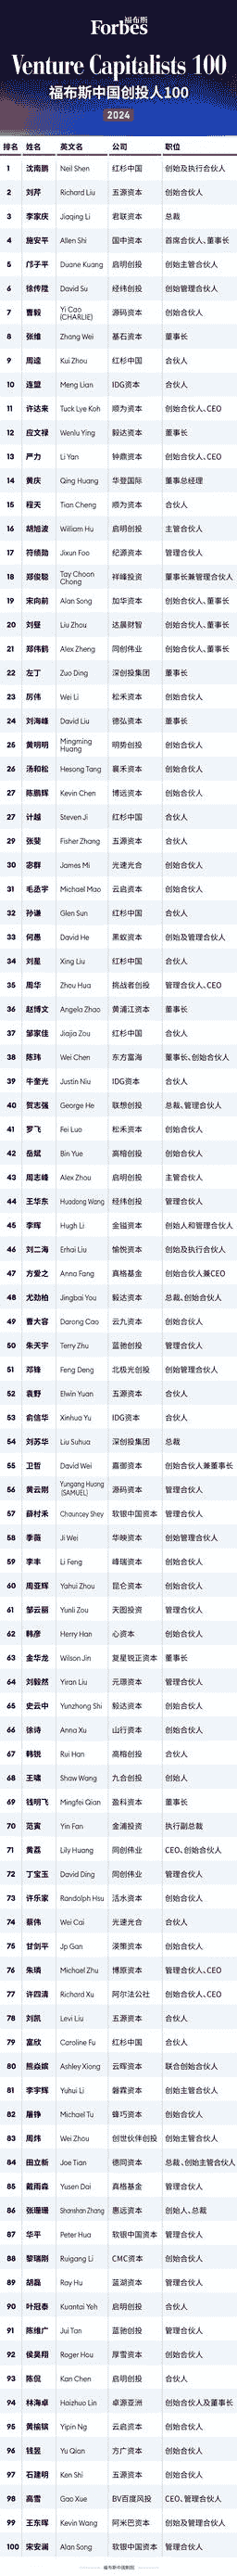 福布斯
Forbes
Venture Capitalists 100
福布斯中国创投人100
2024
排名 姓名 英文名 公司 职位
1 沈南鹏 Neil Shen 红杉中国 创始及执行合伙人
2 刘芹 Richard Liu 五源资本 创始合伙人
3 李家庆 Jiaqing Li 君联资本 总裁
4 施安平 Allen Shi 国中资本 首席合伙人、董事长
5 邝子平 Duane Kuang 启明创投 创始主管合伙人
6 徐传陞 David Su 经纬创投 创始管理合伙人
7 曹毅 Yi Cao (CHARLIE) 源码资本 创始合伙人
8 张维 Zhang Wei 基石资本 董事长
9 周逵 Kui Zhou 红杉中国 合伙人
10 连盟 Meng Lian IDG资本 合伙人
11 许达来 Tuck Lye Koh 顺为资本 创始合伙人、CEO
12 应文禄 Wenlu Ying 毅达资本 董事长
13 严力 Li Yan 钟鼎资本 创始合伙人、CEO
14 黄庆 Qing Huang 华登国际 董事总经理
15 程天 Tian Cheng 顺为资本 合伙人
16 胡旭波 William Hu 启明创投 主管合伙人
17 符绩勋 Jixun Foo 纪源资本 管理合伙人
18 郑俊聪 Tay Choon Chong 祥峰投资 董事长兼管理合伙人
19 宋向前 Alan Song 加华资本 创始合伙人、董事长
20 刘昼 Liu Zhou 达晨财智 创始合伙人、董事长
21 郑伟鹤 Alex Zheng 同创伟业 创始合伙人、董事长
22 左丁 Zuo Ding 深创投集团 董事长
23 厉伟 Wei Li 松禾资本 创始合伙人
24 刘海峰 David Liu 德弘资本 董事长
25 黄明明 Mingming Huang 明势创投 创始合伙人
26 汤和松 Hesong Tang 襄禾资本 创始合伙人
27 陈鹏辉 Kevin Chen 博远资本 创始合伙人
27 计越 Steven Ji 红杉中国 合伙人
29 张斐 Fisher Zhang 五源资本 合伙人
30 宓群 James Mi 光速光合 创始合伙人
31 毛丞宇 Michael Mao 云启资本 创始合伙人
32 孙谦 Glen Sun 红杉中国 合伙人
33 何愚 David He 黑蚁资本 创始及管理合伙人
34 刘星 Xing Liu 红杉中国 合伙人
35 周华 Zhou Hua 挑战者创投 管理合伙人、CEO
36 赵博文 Angela Zhao 黄浦江资本 董事长
37 邹家佳 Jiajia Zou 红杉中国 合伙人
38 陈玮 Wei Chen 东方富海 董事长、创始合伙人
39 牛奎光 Justin Niu IDG资本 合伙人
40 贺志强 George He 联想创投 总裁、管理合伙人
41 罗飞 Fei Luo 松禾资本 创始合伙人
42 岳斌 Bin Yue 高榕创投 创始合伙人
43 周志峰 Alex Zhou 启明创投 主管合伙人
44 王华东 Huadong Wang 经纬创投 管理合伙人
45 李晖 Hugh Li 金镒资本 创始人和管理合伙人
46 刘二海 Erhai Liu 愉悦资本 创始及执行合伙人
47 方爱之 Anna Fang 真格基金 创始合伙人兼CEO
48 尤劲柏 Jingbai You 毅达资本 总裁、创始合伙人
49 曹大容 Darong Cao 云九资本 创始合伙人
50 朱天宇 Terry Zhu 蓝驰创投 管理合伙人
51 邓锋 Feng Deng 北极光创投 创始管理合伙人
52 袁野 Elwin Yuan 五源资本 合伙人
53 俞信华 Xinhua Yu IDG资本 合伙人
54 刘苏华 Liu Suhua 深创投集团 总裁
55 卫哲 David Wei 嘉御资本 创始合伙人兼董事长
56 黄云刚 Yungang Huang (SAMUEL) 源码资本 管理合伙人
57 薛村禾 Chauncey Shey 软银中国资本 管理合伙人
58 季薇 Ji Wei 华映资本 创始管理合伙人
59 李丰 Li Feng 峰瑞资本 创始合伙人
60 周亚辉 Yahui Zhou 昆仑资本 创始合伙人
61 邹云丽 Yunli Zou 天图投资 管理合伙人
62 韩彦 Herry Han 心资本 创始合伙人
63 金华龙 Wilson Jin 复星锐正资本 董事长
64 刘毅然 Yiran Liu 元璟资本 管理合伙人
65 史云中 Yunzhong Shi 毅达资本 创始合伙人
66 徐诗 Anna Xu 山行资本 创始合伙人
67 韩锐 Rui Han 高榕创投 合伙人
68 王啸 Shaw Wang 九合创投 创始人
69 钱明飞 Mingfei Qian 盈科资本 董事长
70 范寅 Yin Fan 金浦投资 执行副总裁
71 黄荔 Lily Huang 同创伟业 CEO、创始合伙人
72 丁宝玉 David Ding 同创伟业 管理合伙人
73 许乐家 Randolph Hsu 活水资本 创始合伙人
74 蔡伟 Wei Cai 光速光合 合伙人
75 甘剑平 Jp Gan 渶策资本 创始合伙人
76 朱璘 Michael Zhu 博原资本 管理合伙人、CEO
77 许四清 Richard Xu 阿尔法公社 创始合伙人、CEO
78 刘凯 Levi Liu 五源资本 合伙人
79 富欣 Caroline Fu 红杉中国 合伙人
80 熊焱嫔 Ashley Xiong 云晖资本 联合创始合伙人
81 李宇辉 Yuhui Li 磐霖资本 创始主管合伙人
82 屠铮 Michael Tu 蜂巧资本 创始合伙人
83 周炜 Wei Zhou 创世伙伴创投 创始主管合伙人
84 田立新 Joe Tian 德同资本 总裁、创始主管合伙人
85 戴雨森 Yusen Dai 真格基金 管理合伙人
86 张珊珊 Shanshan Zhang 惠远资本 创始人、总裁
87 华平 Peter Hua 软银中国资本 管理合伙人
88 黎瑞刚 Ruigang Li CMC资本 创始合伙人
89 胡磊 Ray Hu 蓝湖资本 管理合伙人
90 叶冠泰 Kuantai Yeh 启明创投 合伙人
91 陈维广 Jui Tan 蓝驰创投 管理合伙人
92 侯昊翔 Roger Hou 厚雪资本 创始合伙人
93 陈侃 Kan Chen 启明创投 合伙人
94 林海卓 Haizhuo Lin 卓源亚洲 创始合伙人及董事长
95 黄榆镔 Yipin Ng 云启资本 创始合伙人
96 钱昱 Yu Qian 方广资本 创始合伙人
97 石建明 Ken Shi 五源资本 创始合伙人
98 高雪 Gao Xue BV百度风投 CEO、管理合伙人
99 王东晖 Kevin Wang 阿米巴资本 创始及管理合伙人
100 宋安澜 Alan Song 软银中国资本 管理合伙人
福布斯中国制图